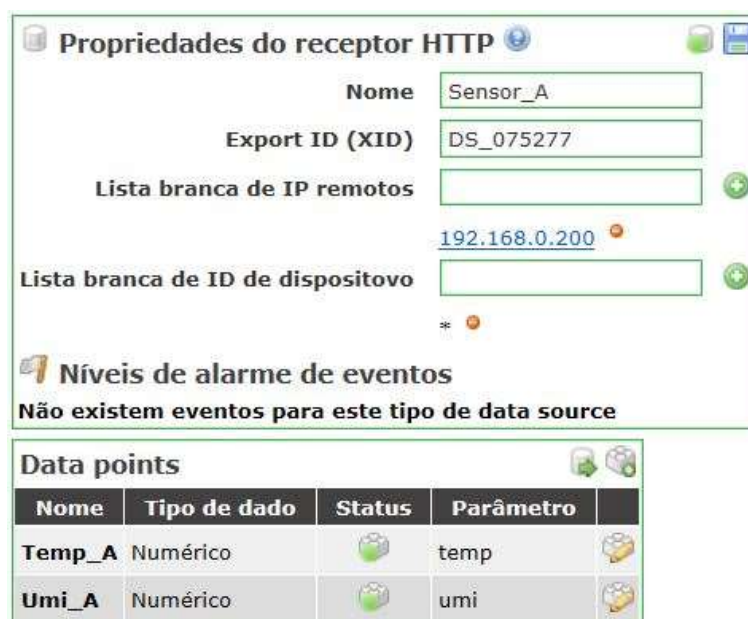 Propriedades do receptor HTTP
Nome Sensor_A
Export ID (XID) DS_075277
Lista branca de IP remotos
192.168.0.200
Lista branca de ID de dispositovo
*
Níveis de alarme de eventos
Não existem eventos para este tipo de data source
Data points
Nome Tipo de dado Status Parâmetro
Temp_A Numérico temp
Umi_A Numérico umi